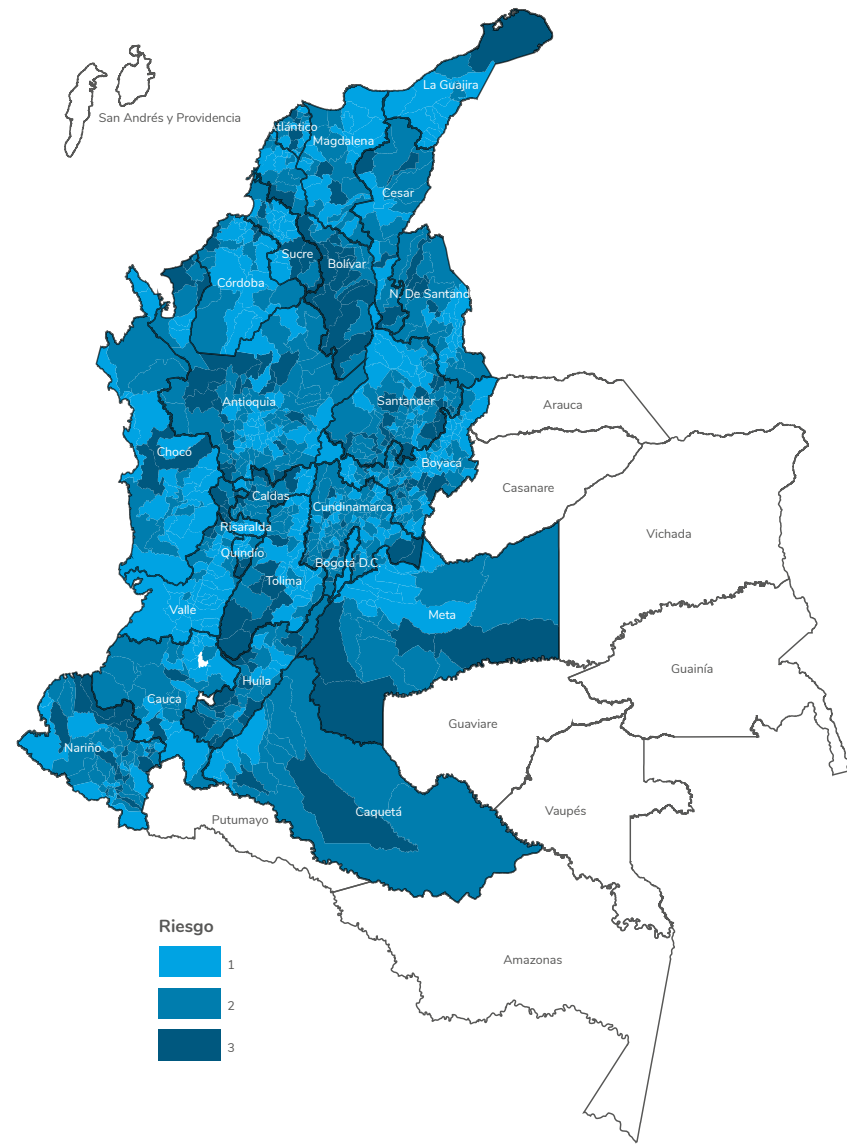 La Guajira
San Andrés y Providencia
Atlántico
Magdalena
Cesar
Sucre
Bolívar
Córdoba
N. De Santand
Antioquia
Santander
Arauca
Chocó
Boyacá
Casanare
Caldas
Cundinamarca
Risaralda
Vichada
Quindío
Bogotá D.C.
Tolima
Valle
Meta
Guainía
Huila
Cauca
Guaviare
Nariño
Vaupés
Caquetá
Putumayo
Amazonas
Riesgo
1
2
3